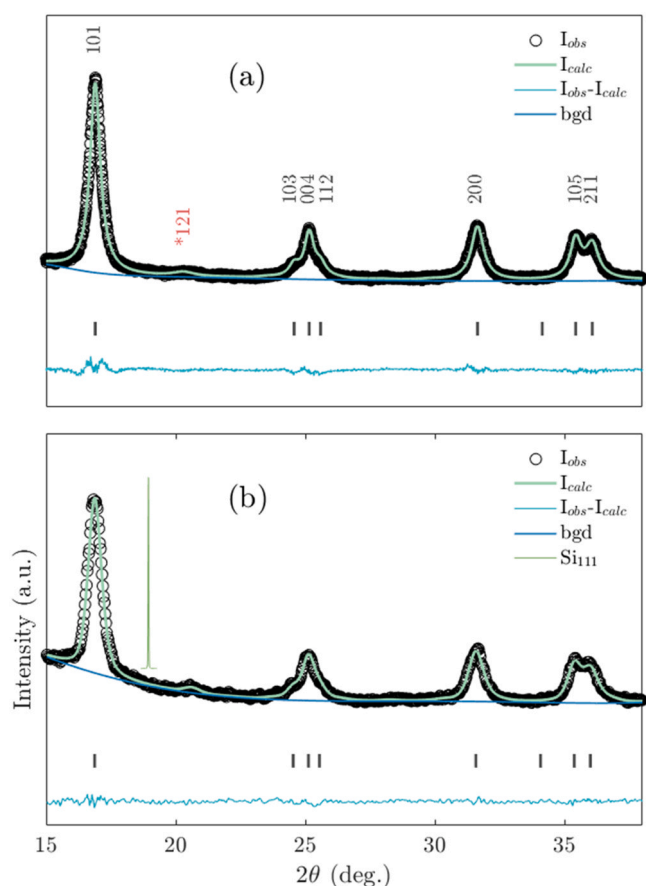 (a)
I_obs
I_calc
I_obs-I_calc
bgd
101
*121
103
004
112
200
105
211
(b)
I_obs
I_calc
I_obs-I_calc
bgd
Si_111
Intensity (a.u.)
15 20 25 30 35
2θ (deg.)